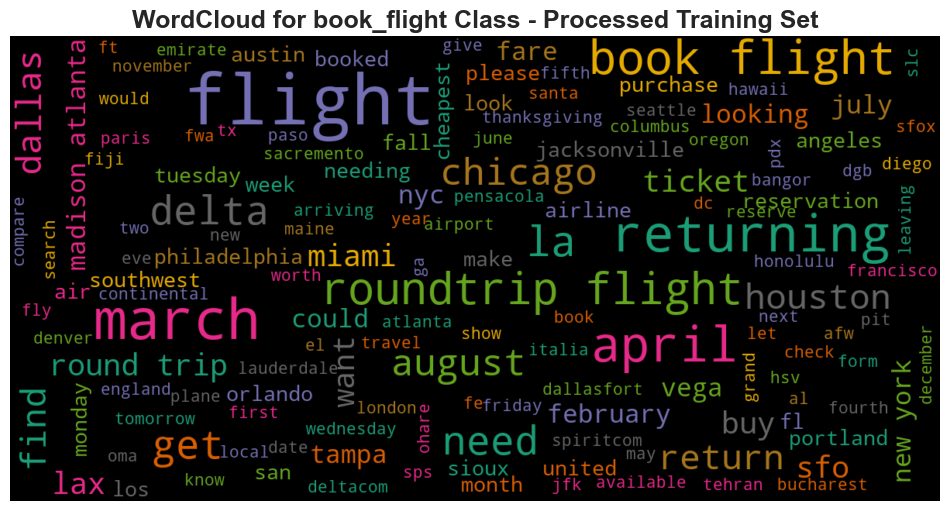 WordCloud for book_flight Class - Processed Training Set
dallas
ft
emirate
november
madison atlanta
would
paris
fiji
fwa
tx
flight
austin
booked
paso
sacremento
fall
cheapest
give
fare
please
fifth
look
santa
thanksgiving
june
book flight
purchase
hawaii
seattle
columbus
looking
oregon
july
slc
sfox
angeles
pdx
diego
jacksonville
chicago
tuesday
week
needing
nyc
pensacola
ticket
bangor
dgb
dc
reservation
reserve
compare
search
two
delta
new
arriving
maine
year
airport
airline
la
returning
leaving
eve
philadelphia
miami
ga
make
honolulu
francisco
southwest
worth
air
continental
roundtrip flight
houston
fly
march
could
atlanta
book
next
pit
denver
el
travel
show
april
let
afw
italia
check
form
december
round trip
lauderdale
want
august
grand
hsv
vega
dallasfort
al
find
monday
england
plane
orlando
london
fe
friday
february
fourth
new york
tomorrow
first
wednesday
ohare
buy
fl
portland
get
local
date
need
spiritcom
may
oma
tampa
return
sfo
lax
los
know
san
deltacom
sps
sioux
month
united
jfk
available
tehran
bucharest